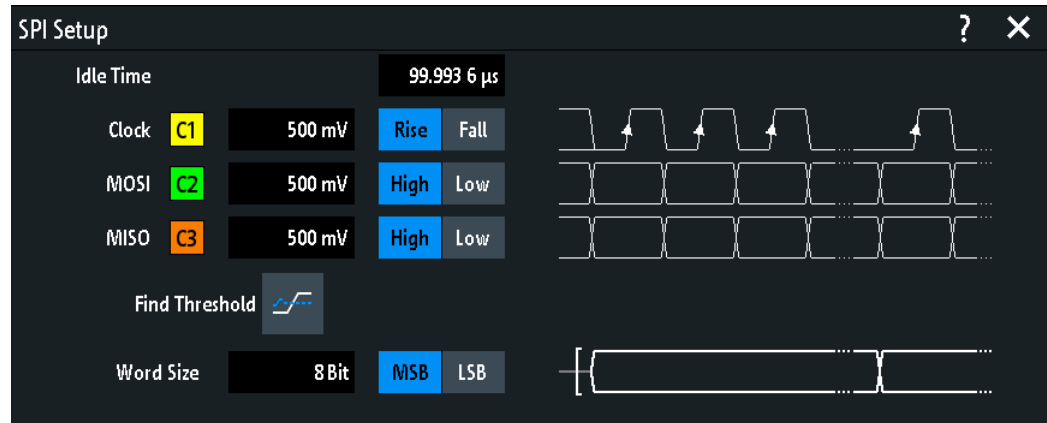 SPI Setup ? ×
Idle Time 99.993 6 µs
Clock C1 500 mV Rise Fall
MOSI C2 500 mV High Low
MISO C3 500 mV High Low
Find Threshold
Word Size 8 Bit MSB LSB